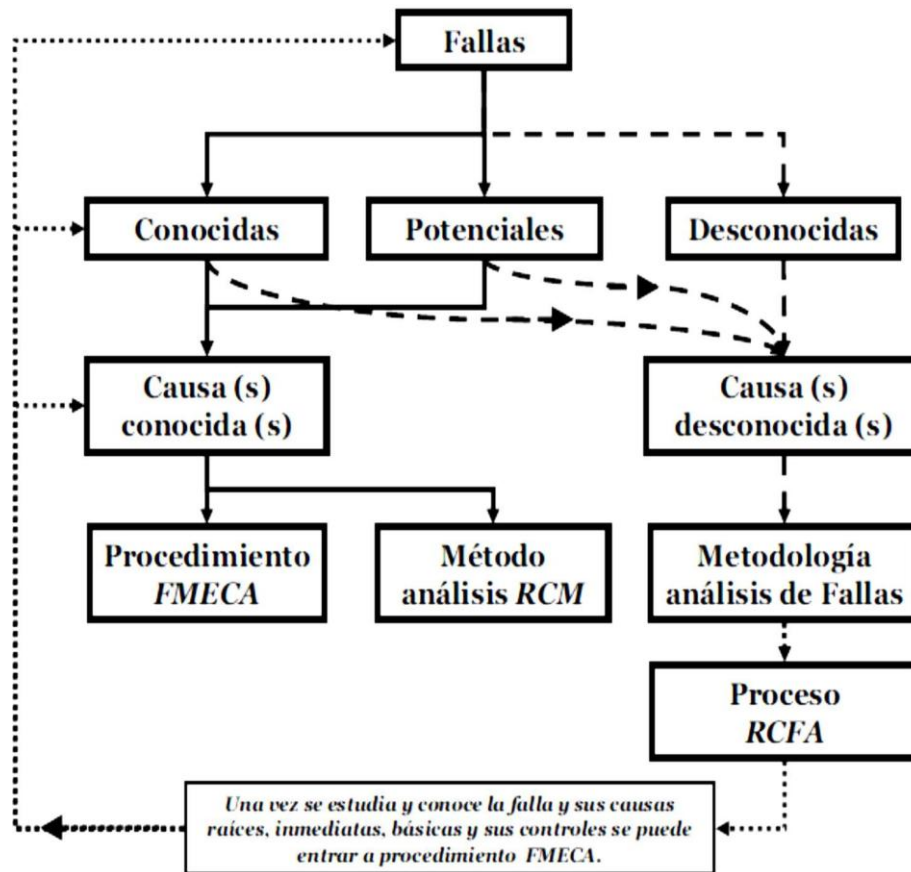 Fallas
Conocidas
Potenciales
Desconocidas
Causa (s)
conocida (s)
Causa (s)
desconocida (s)
Procedimiento
FMECA
Método
análisis RCM
Metodología
análisis de Fallas
Proceso
RCFA
Una vez se estudia y conoce la falla y sus causas
raíces, inmediatas, básicas y sus controles se puede
entrar a procedimiento FMECA.